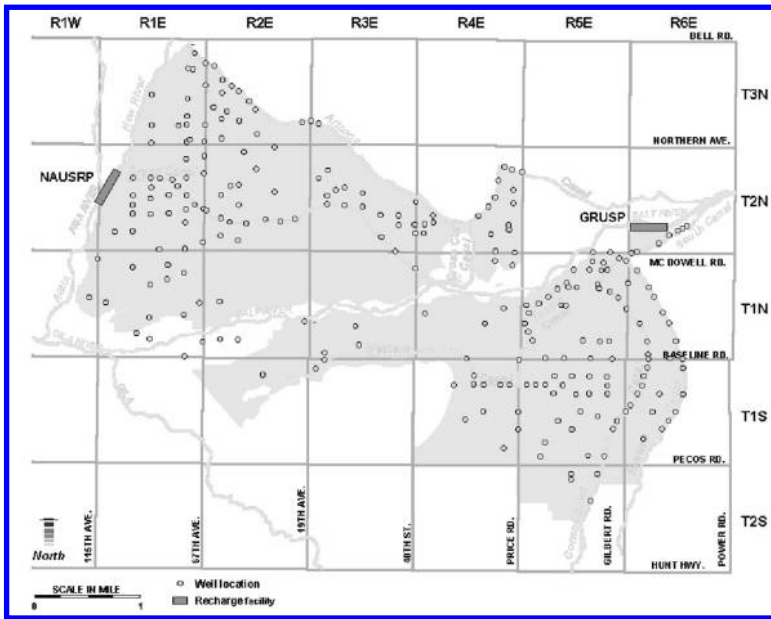 R1W R1E R2E R3E R4E R5E R6E
BELL RD.
T3N
NORTHERN AVE.
NAUSRP
T2N
GRUSP
South Canal
MC DOWELL RD.
T1N
BASELINE RD.
T1S
PECOS RD.
115TH AVE.
67TH AVE.
19TH AVE.
48TH ST.
PRICE RD.
GILBERT RD.
POWER RD.
T2S
North
HUNT HWY.
SCALE IN MILE
0 1
Well location
Recharge facility